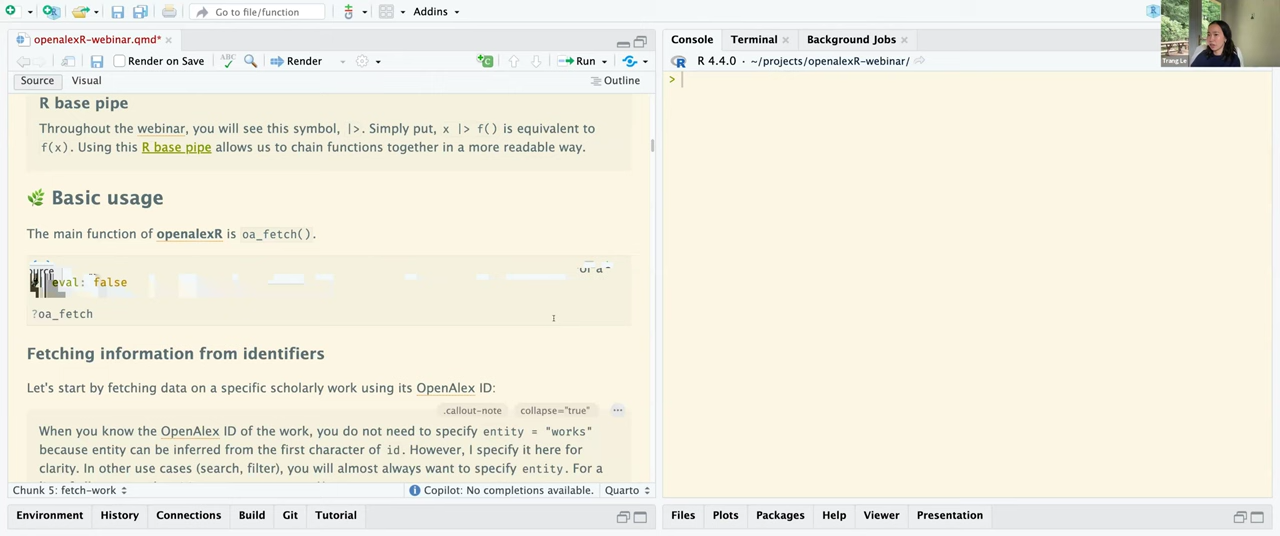 Go to file/function
Addins
openalexR-webinar.qmd*
Render on Save
ABC
Render
Run
Source
Visual
Outline
R base pipe
Throughout the webinar, you will see this symbol, |>. Simply put, x |> f() is equivalent to
f(x). Using this R base pipe allows us to chain functions together in a more readable way.
Basic usage
The main function of openalexR is oa_fetch().
eval: false
?oa_fetch
Fetching information from identifiers
Let's start by fetching data on a specific scholarly work using its OpenAlex ID:
.callout-note
collapse="true"
When you know the OpenAlex ID of the work, you do not need to specify entity = "works"
because entity can be inferred from the first character of id. However, I specify it here for
clarity. In other use cases (search, filter), you will almost always want to specify entity. For a
Chunk 5: fetch-work
Copilot: No completions available.
Quarto
Environment
History
Connections
Build
Git
Tutorial
Console
Terminal
Background Jobs
R 4.4.0 · ~/projects/openalexR-webinar/
>
Trang Le
Files
Plots
Packages
Help
Viewer
Presentation